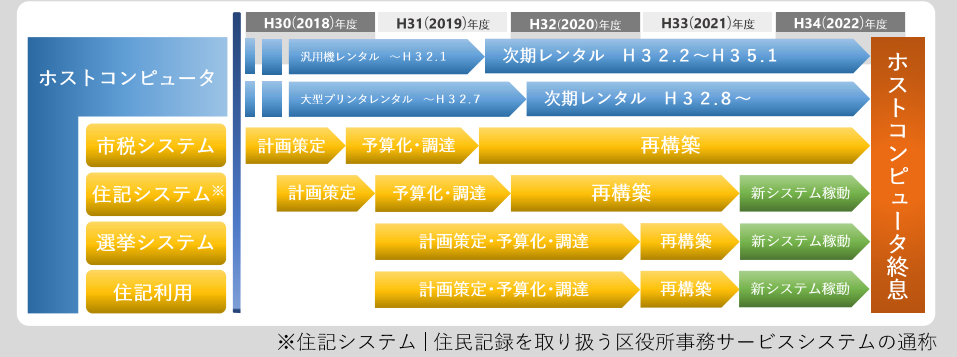 H30(2018)年度 H31(2019)年度 H32(2020)年度 H33(2021)年度 H34(2022)年度
ホストコンピュータ
汎用機レンタル ～H32.1 次期レンタル Ｈ３２.２～Ｈ３５.１
大型プリンタレンタル ～H32.7 次期レンタル Ｈ３２.８～
市税システム 計画策定 予算化・調達 再構築
住記システム※ 計画策定 予算化・調達 再構築 新システム稼動
選挙システム 計画策定・予算化・調達 再構築 新システム稼動
住記利用 計画策定・予算化・調達 再構築 新システム稼動
ホストコンピュータ終息
※住記システム｜住民記録を取り扱う区役所事務サービスシステムの通称